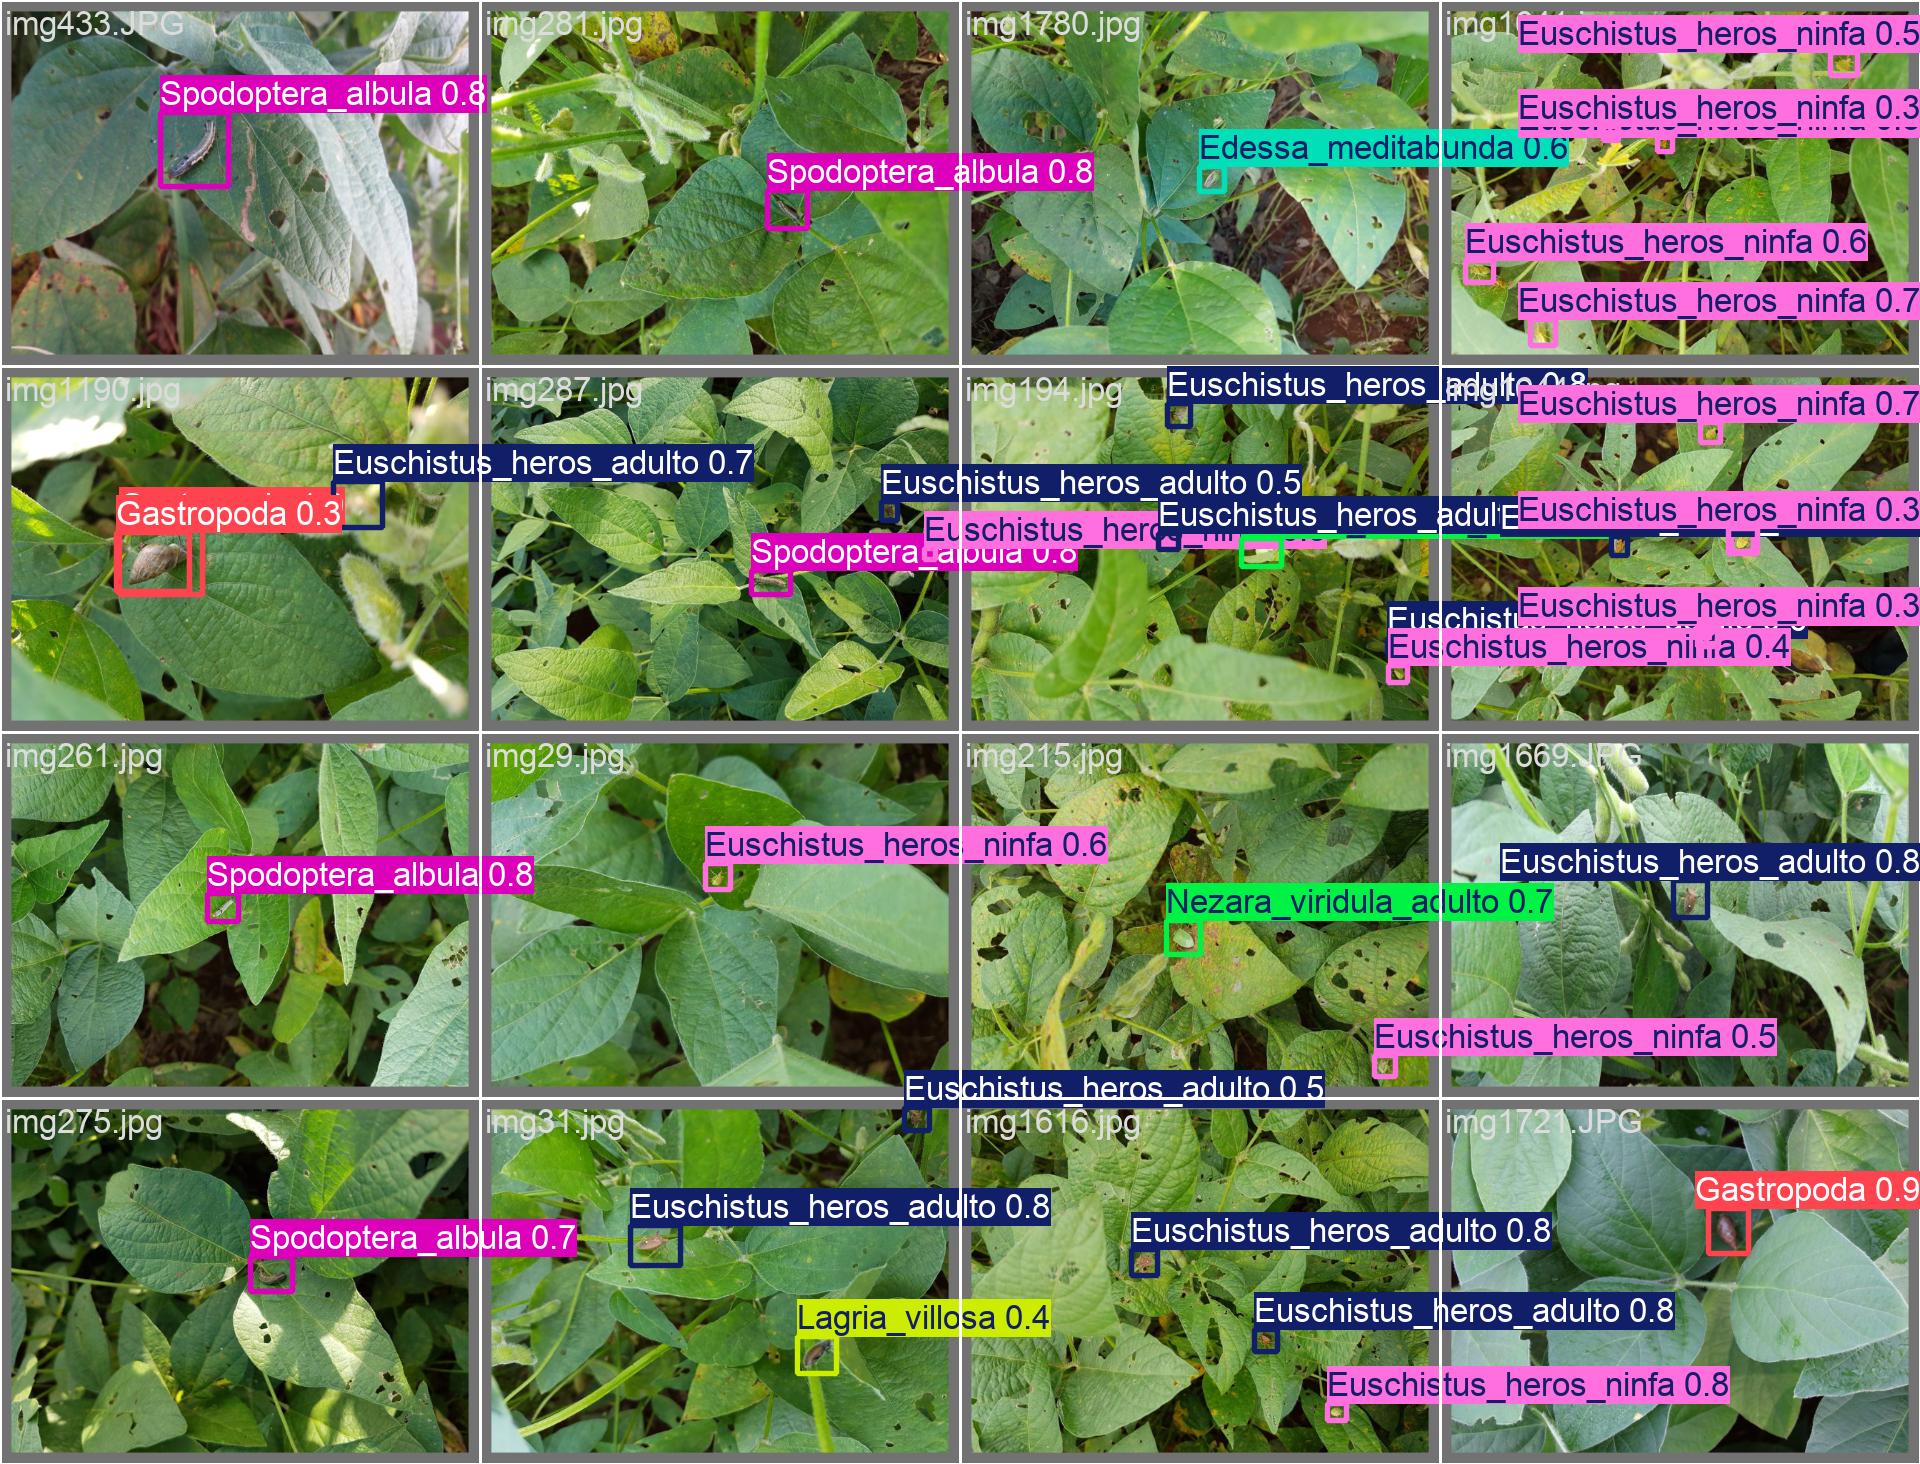 img433.JPG
Spodoptera_albula 0.8
img281.jpg
Spodoptera_albula 0.8
img1780.jpg
Edessa_meditabunda 0.6
Euschistus_heros_ninfa 0.5
Euschistus_heros_ninfa 0.3
Euschistus_heros_ninfa 0.6
Euschistus_heros_ninfa 0.7
img1190.jpg
Euschistus_heros_adulto 0.7
Gastropoda 0.3
img287.jpg
Euschistus_heros_adulto 0.5
Spodoptera_albula 0.8
img194.jpg
Euschistus_heros_adulto 0.8
Euschistus_heros_ninfa 0.4
Euschistus_heros_ninfa 0.7
Euschistus_heros_ninfa 0.3
Euschistus_heros_ninfa 0.3
img261.jpg
Spodoptera_albula 0.8
img29.jpg
Euschistus_heros_ninfa 0.6
img215.jpg
Nezara_viridula_adulto 0.7
Euschistus_heros_ninfa 0.5
img1669.JPG
Euschistus_heros_adulto 0.8
img275.jpg
Spodoptera_albula 0.7
img31.jpg
Euschistus_heros_adulto 0.5
Euschistus_heros_adulto 0.8
Lagria_villosa 0.4
img1616.jpg
Euschistus_heros_adulto 0.8
Euschistus_heros_adulto 0.8
Euschistus_heros_ninfa 0.8
img1721.JPG
Gastropoda 0.9